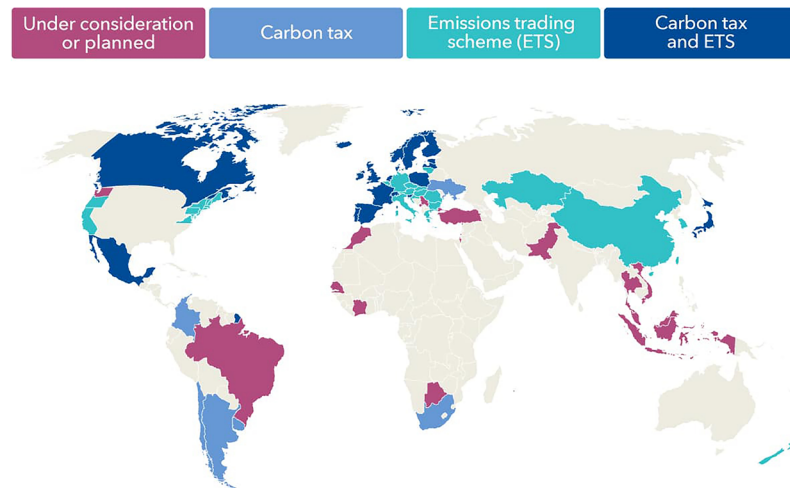 Under consideration
or planned
Carbon tax
Emissions trading
scheme (ETS)
Carbon tax
and ETS